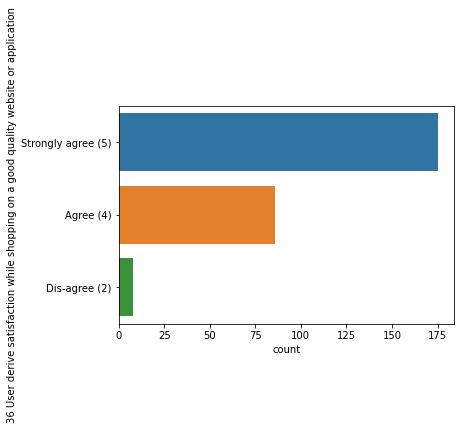 36 User derive satisfaction while shopping on a good quality website or application
Strongly agree (5)
Agree (4)
Dis-agree (2)
0 25 50 75 100 125 150 175
count